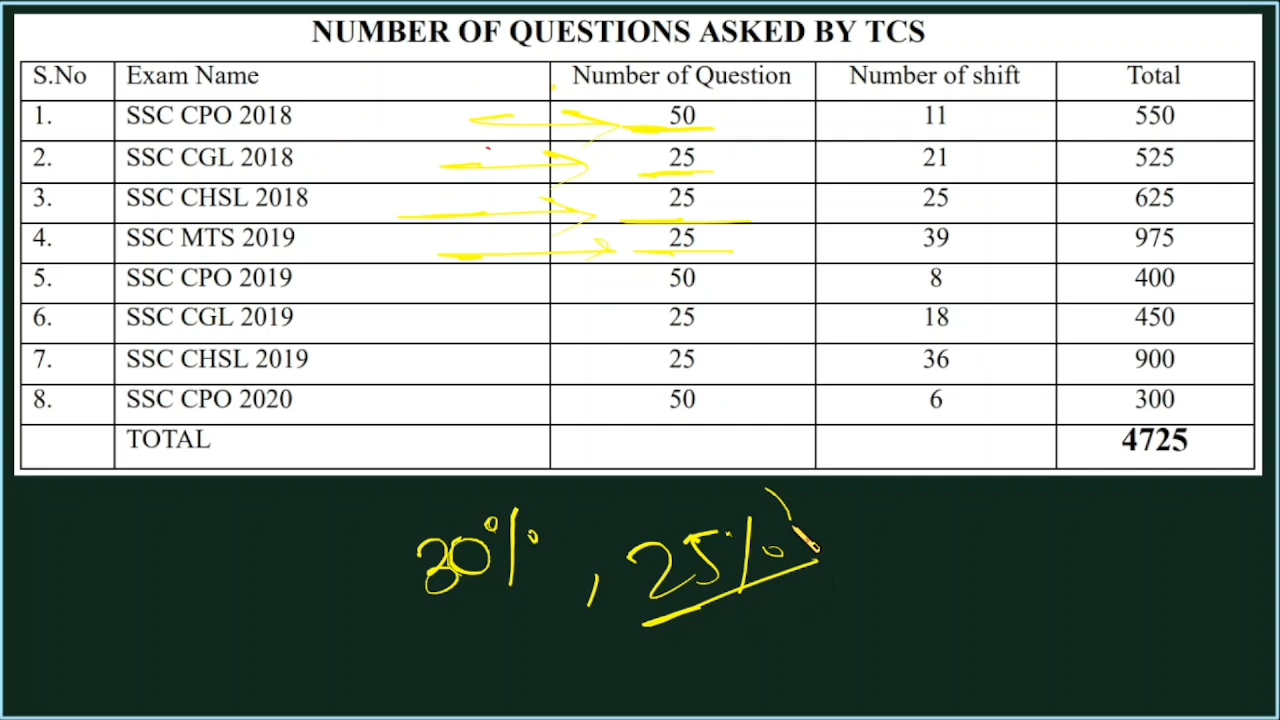 NUMBER OF QUESTIONS ASKED BY TCS
S.No Exam Name Number of Question Number of shift Total
1. SSC CPO 2018 50 11 550
2. SSC CGL 2018 25 21 525
3. SSC CHSL 2018 25 25 625
4. SSC MTS 2019 25 39 975
5. SSC CPO 2019 50 8 400
6. SSC CGL 2019 25 18 450
7. SSC CHSL 2019 25 36 900
8. SSC CPO 2020 50 6 300
TOTAL 4725
30% , 25%